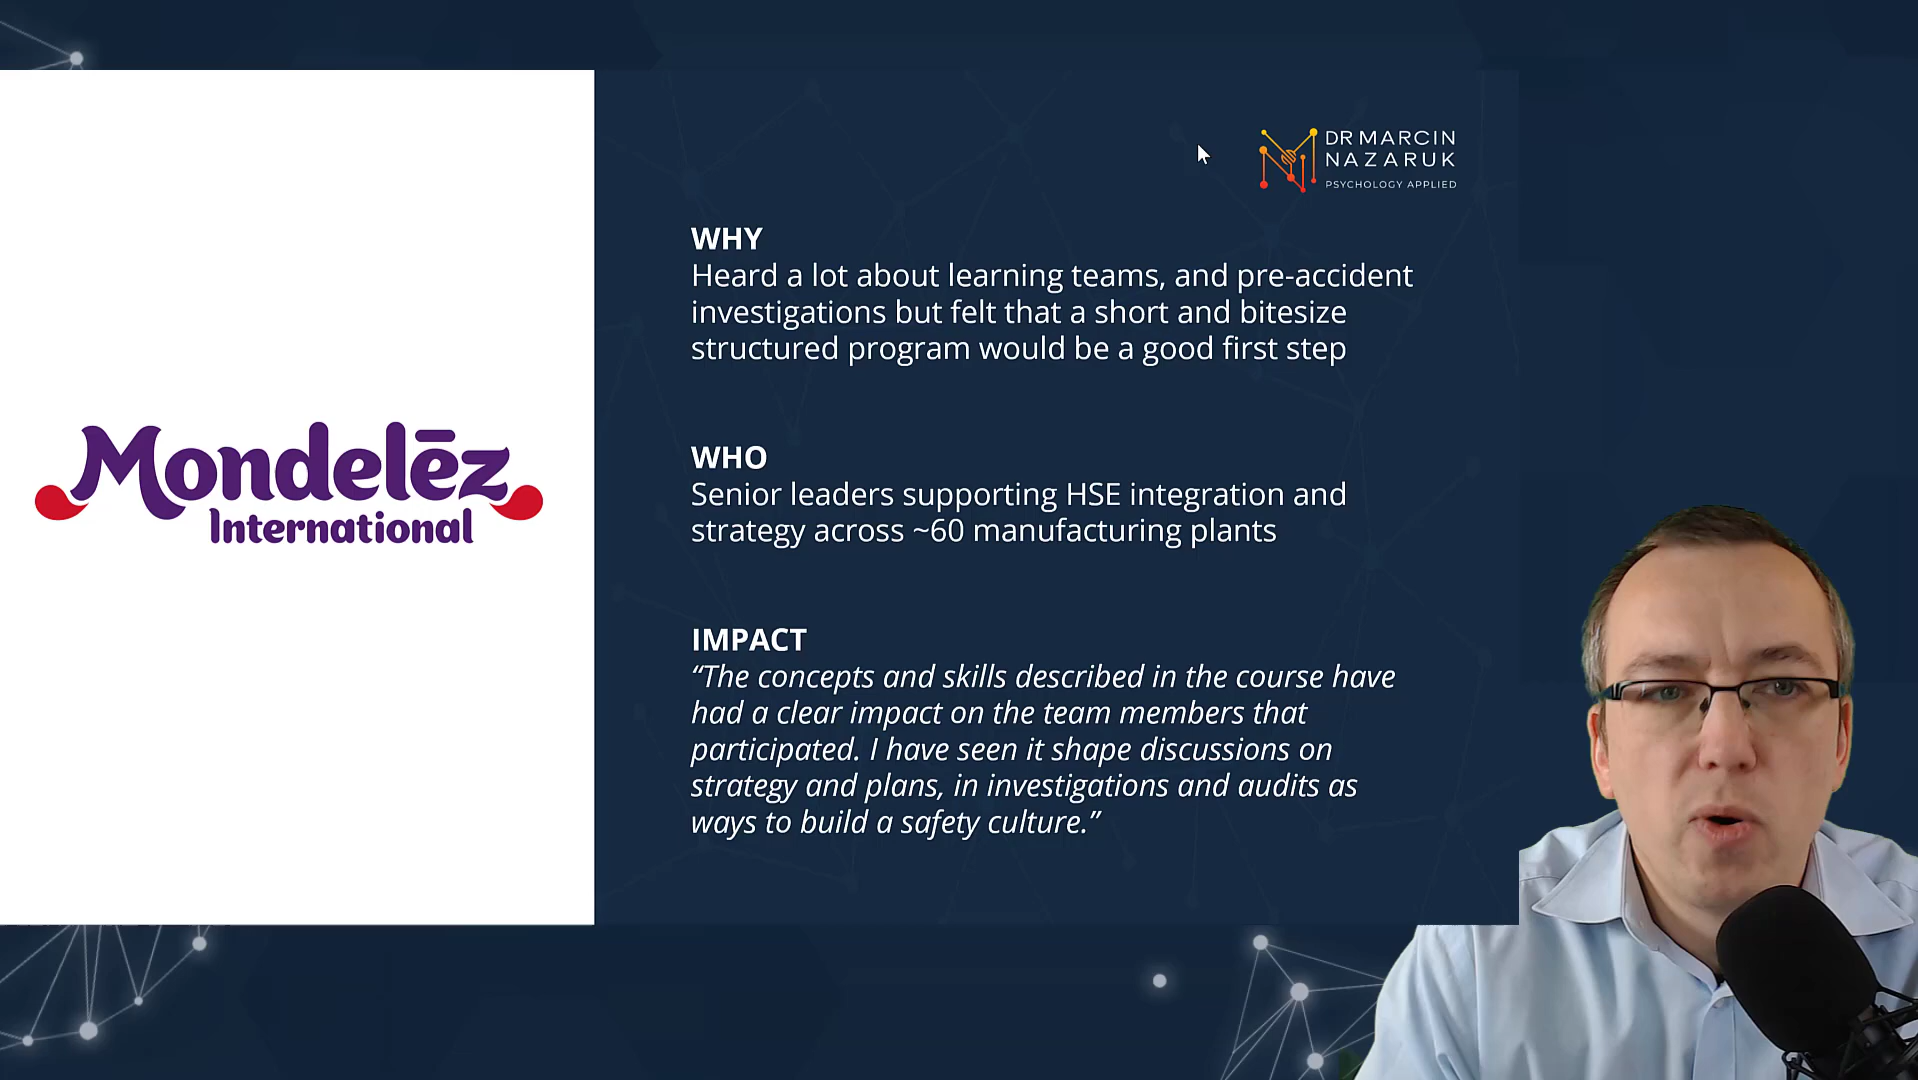 DR MARCIN
NAZARUK
PSYCHOLOGY APPLIED
Mondelēz
International
WHY
Heard a lot about learning teams, and pre-accident
investigations but felt that a short and bitesize
structured program would be a good first step
WHO
Senior leaders supporting HSE integration and
strategy across ~60 manufacturing plants
IMPACT
“The concepts and skills described in the course have
had a clear impact on the team members that
participated. I have seen it shape discussions on
strategy and plans, in investigations and audits as
ways to build a safety culture.”